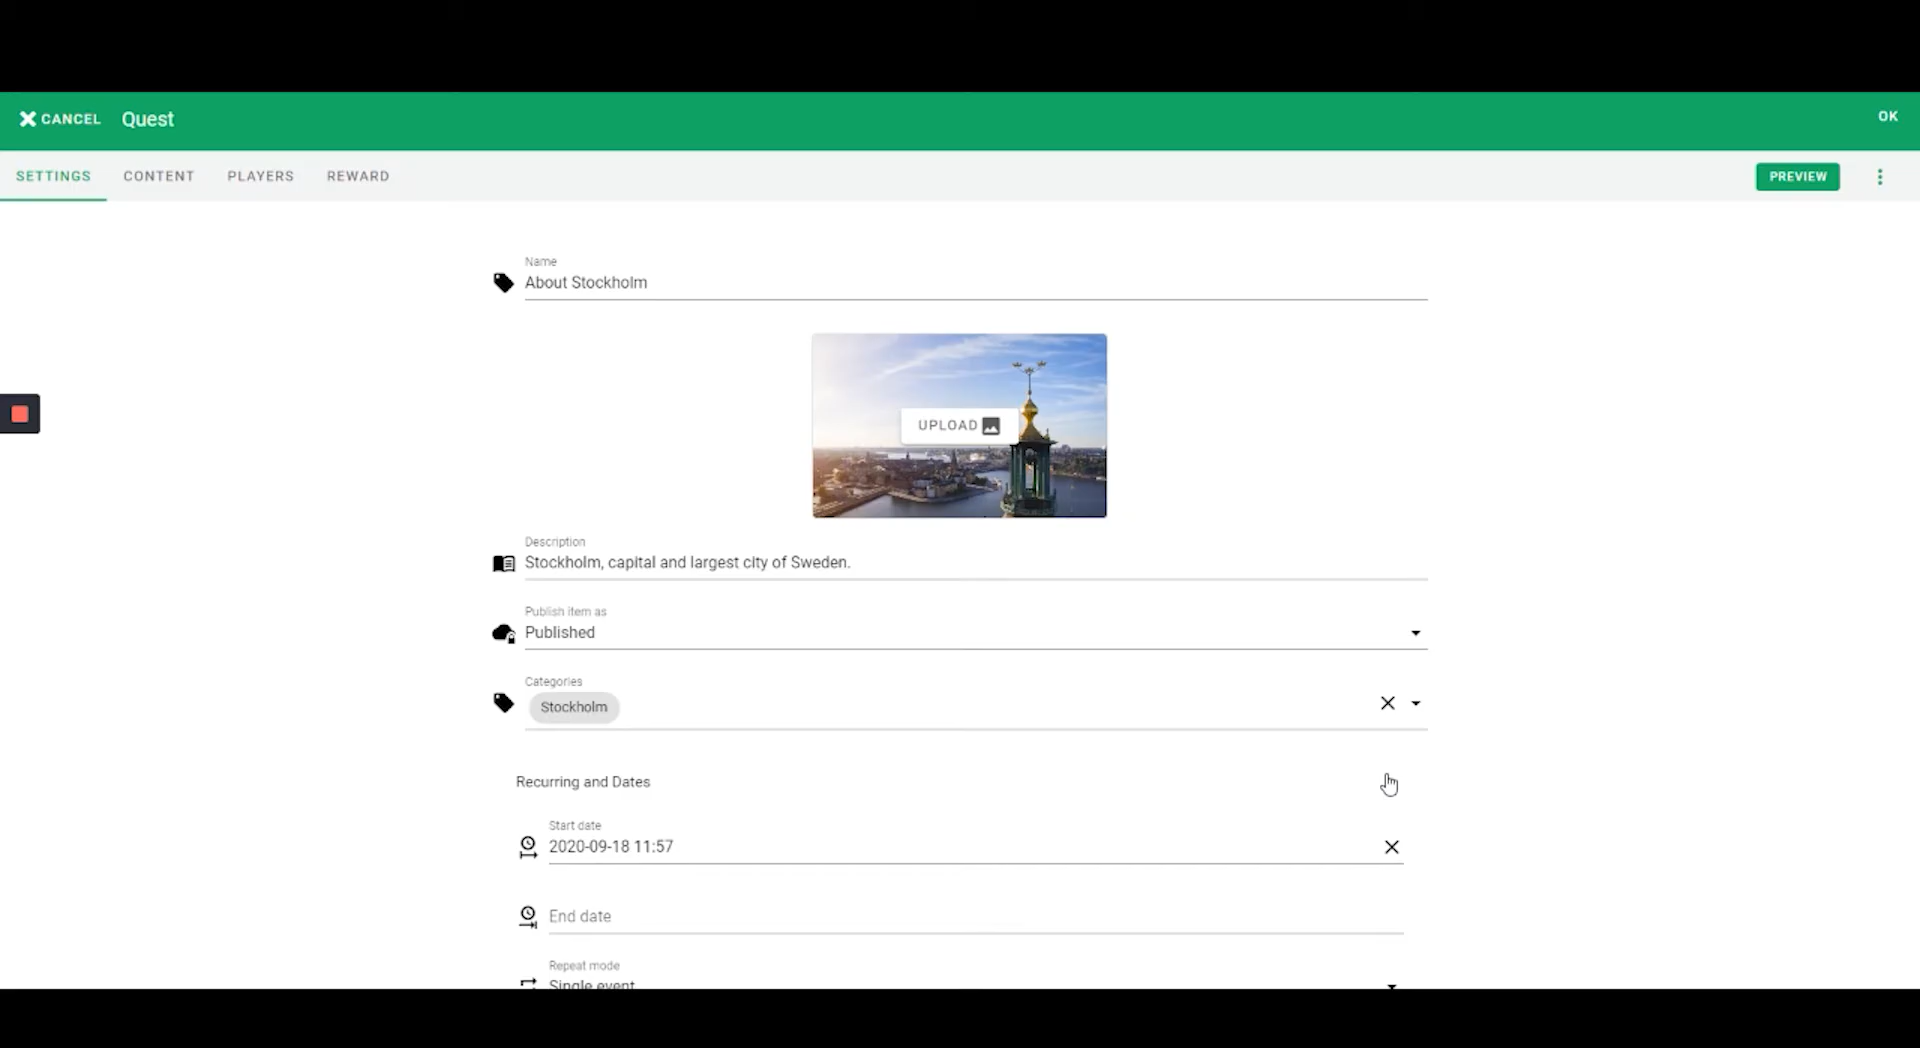 CANCEL Quest OK
SETTINGS CONTENT PLAYERS REWARD PREVIEW
Name
About Stockholm
UPLOAD
Description
Stockholm, capital and largest city of Sweden.
Publish item as
Published
Categories
Stockholm
Recurring and Dates
Start date
2020-09-18 11:57
End date
Repeat mode
Single event